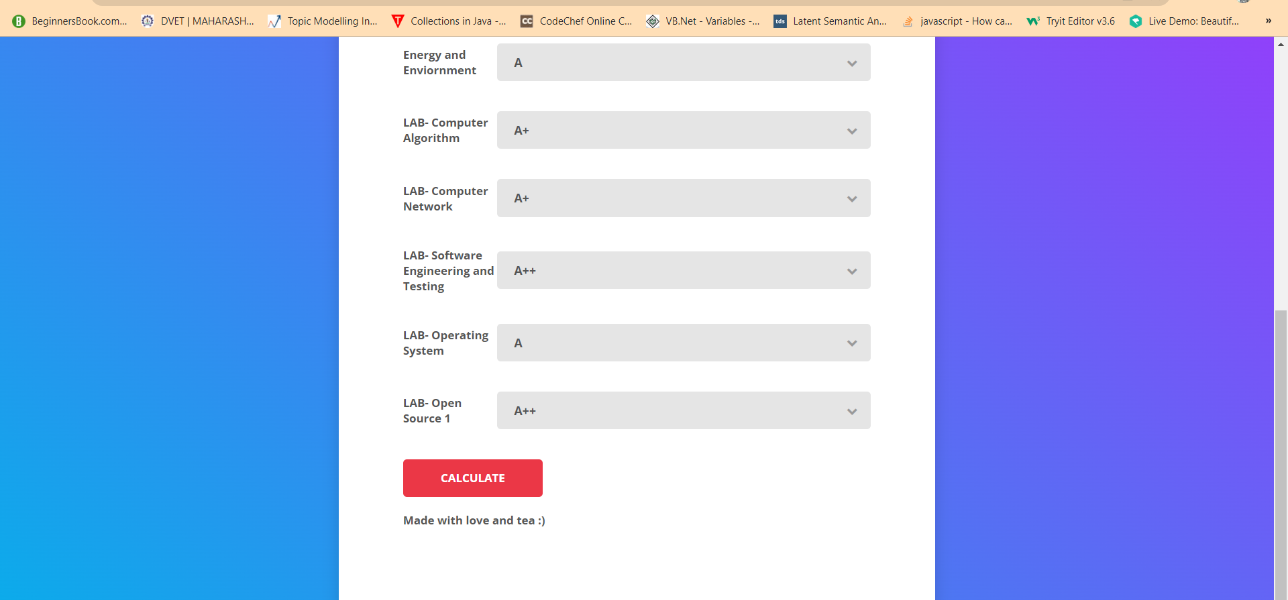 BeginnersBook.com...
DVET | MAHARASH...
Topic Modelling In...
Collections in Java -...
CC CodeChef Online C...
VB.Net - Variables -...
tds Latent Semantic An...
javascript - How ca...
Tryit Editor v3.6
Live Demo: Beautif...
»
Energy and
Enviornment
A
LAB- Computer
Algorithm
A+
LAB- Computer
Network
A+
LAB- Software
Engineering and
Testing
A++
LAB- Operating
System
A
LAB- Open
Source 1
A++
CALCULATE
Made with love and tea :)